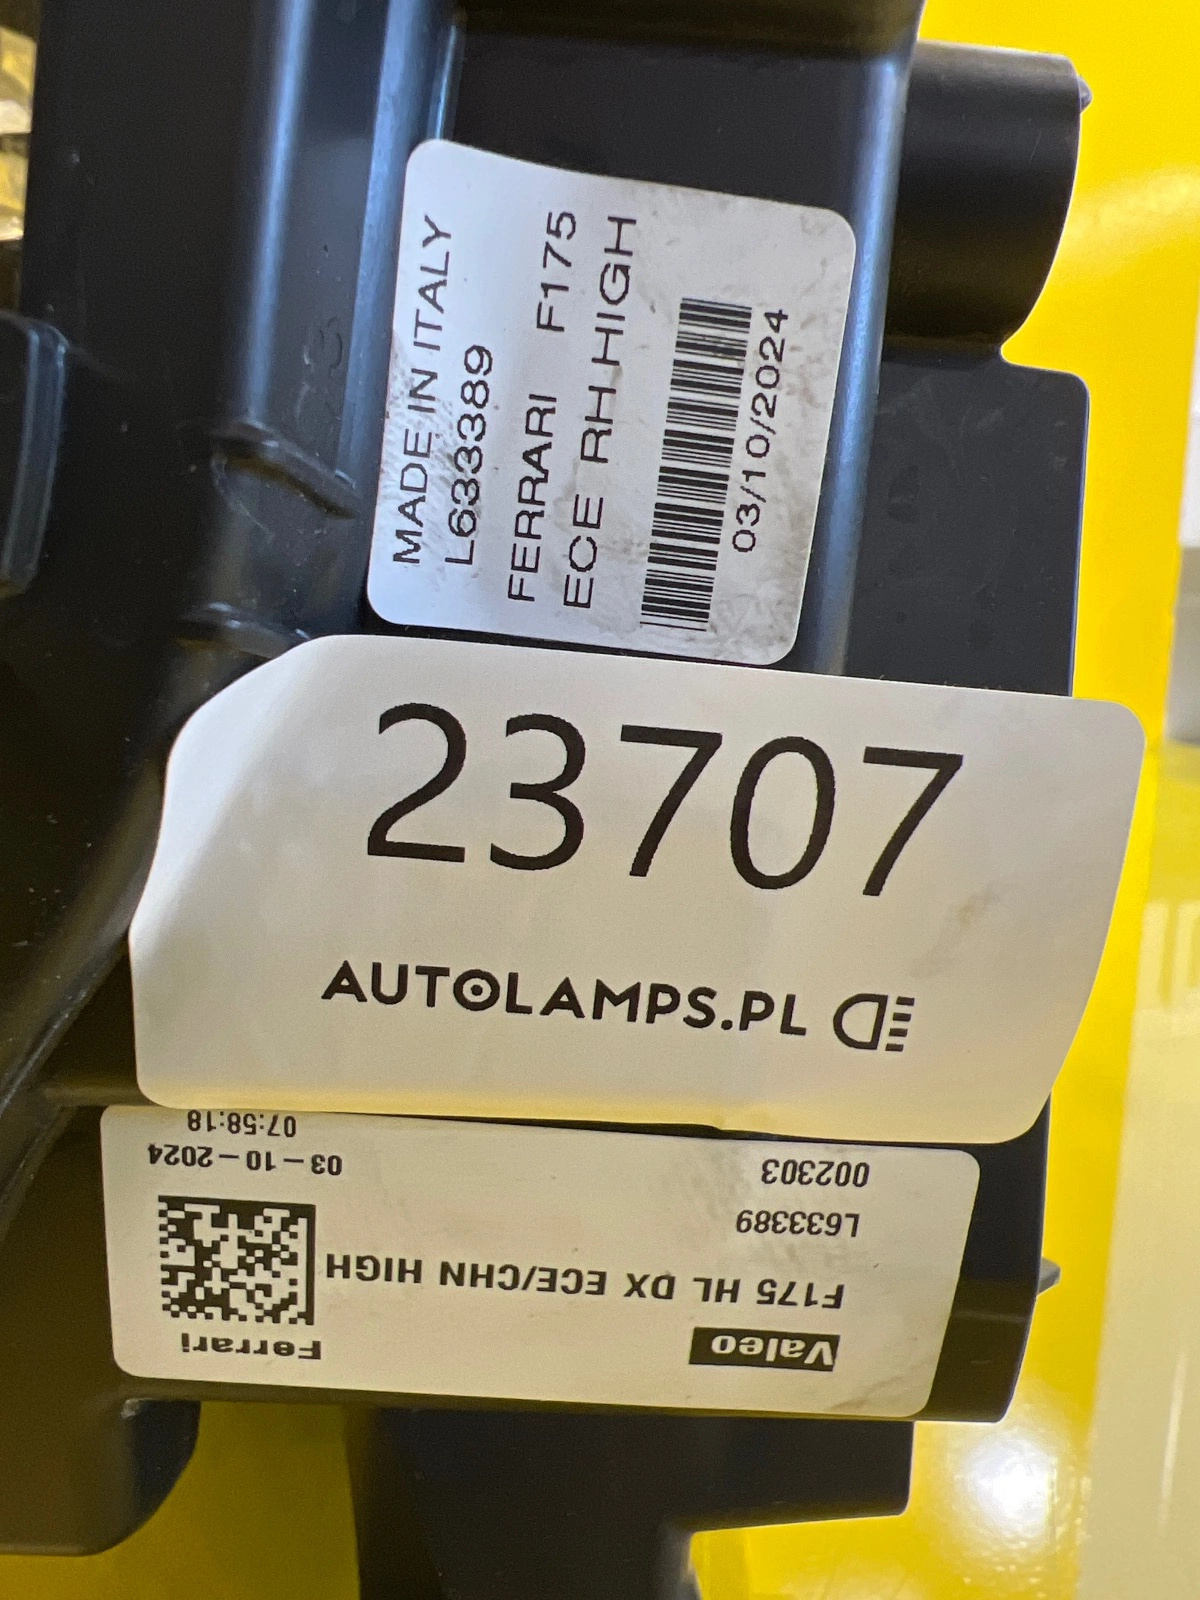 MADE IN ITALY
L633389
FERRARI F175
ECE RH HIGH
03/10/2024
23707
AUTOLAMPS.PL
Valeo
Ferrari
F175 HL DX ECE/CHN HIGH
L633389
002303
03-10-2024
07:58:18